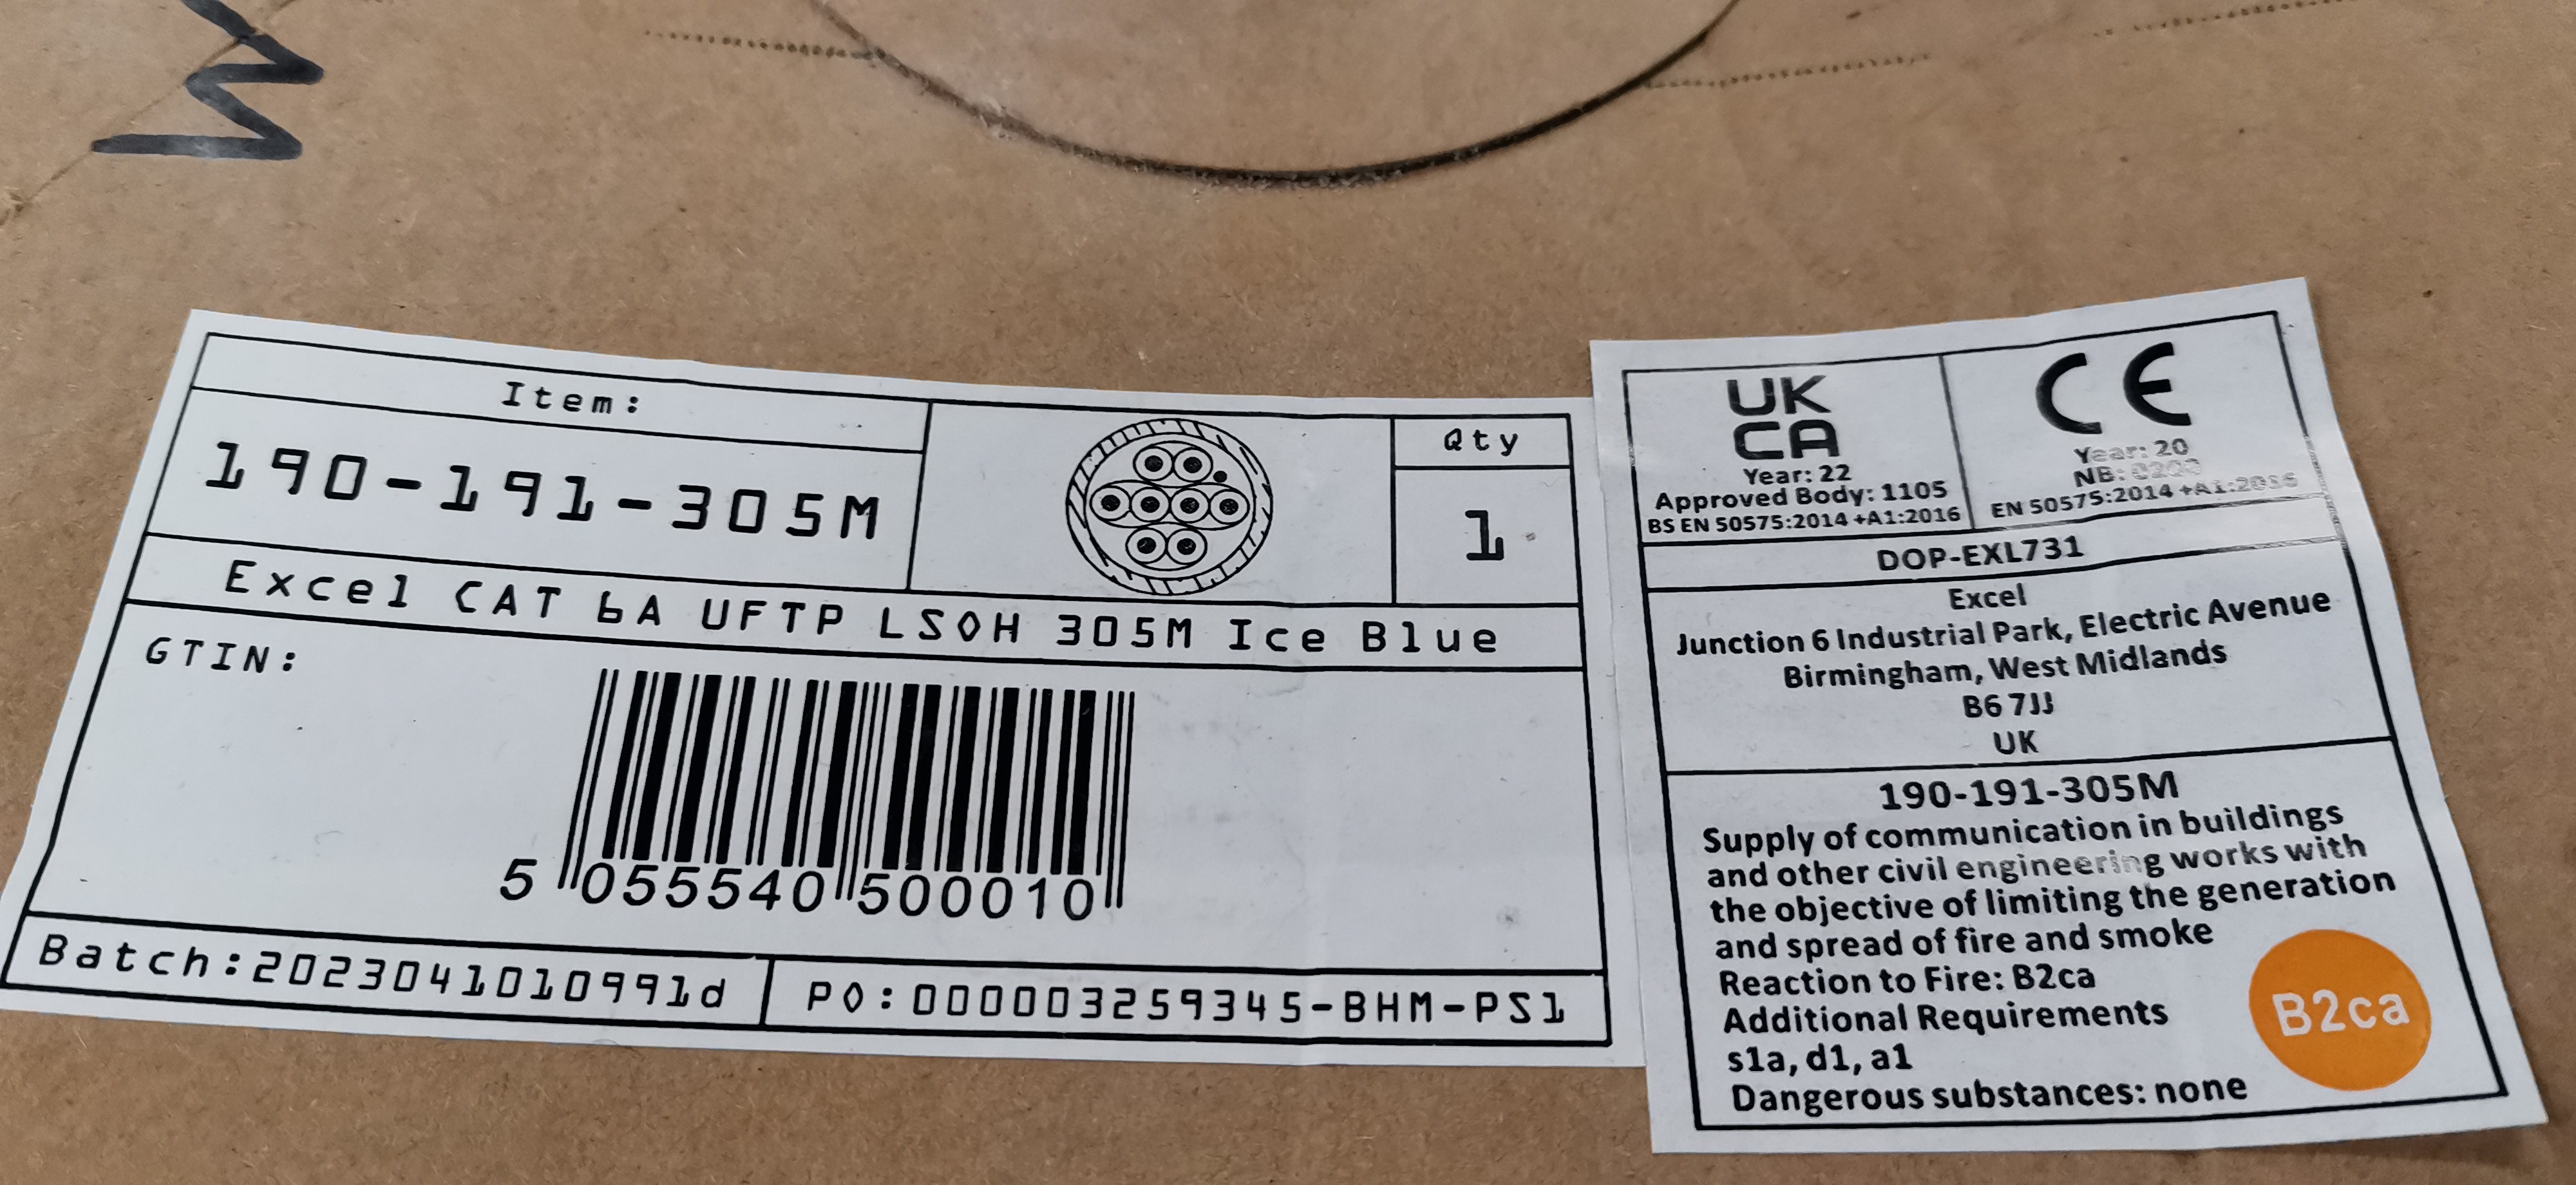 Item:
190-191-305M
Qty
1
Excel CAT 6A UFTP LSOH 305M Ice Blue
GTIN:
5 055540 500010
Batch:2023041010991d
PO:000003259345-BHM-PS1
UK
CA
Year: 22
Approved Body: 1105
BS EN 50575:2014 +A1:2016
CE
Year: 20
NB:
EN 50575:2014 +A1:2016
DOP-EXL731
Excel
Junction 6 Industrial Park, Electric Avenue
Birmingham, West Midlands
B6 7JJ
UK
190-191-305M
Supply of communication in buildings
and other civil engineering works with
the objective of limiting the generation
and spread of fire and smoke
Reaction to Fire: B2ca
Additional Requirements
s1a, d1, a1
Dangerous substances: none
B2ca